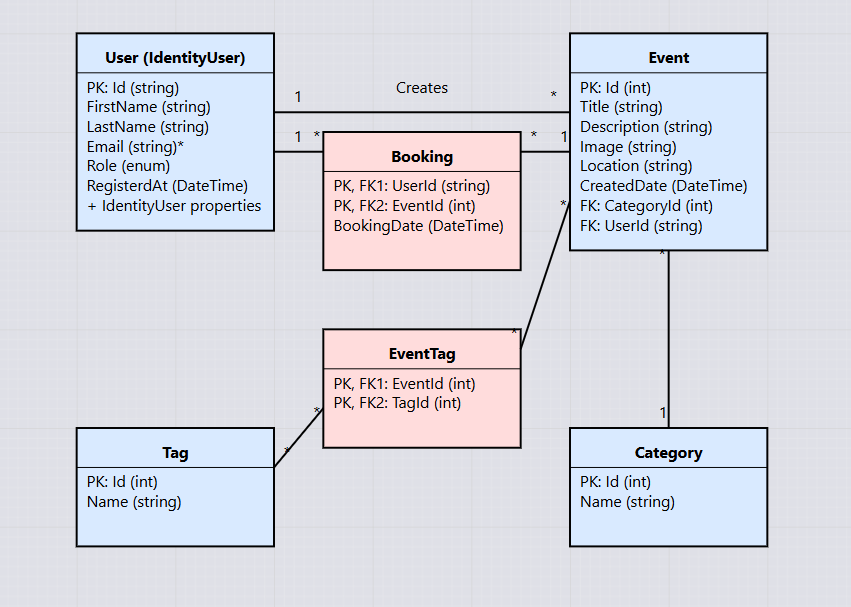 User (IdentityUser)
PK: Id (string)
FirstName (string)
LastName (string)
Email (string)*
Role (enum)
RegisterdAt (DateTime)
+ IdentityUser properties
1
Creates
*
1
*
*
1
Booking
PK, FK1: UserId (string)
PK, FK2: EventId (int)
BookingDate (DateTime)
Event
PK: Id (int)
Title (string)
Description (string)
Image (string)
Location (string)
CreatedDate (DateTime)
FK: CategoryId (int)
FK: UserId (string)
*
*
*
EventTag
PK, FK1: EventId (int)
PK, FK2: TagId (int)
*
*
1
Tag
PK: Id (int)
Name (string)
Category
PK: Id (int)
Name (string)